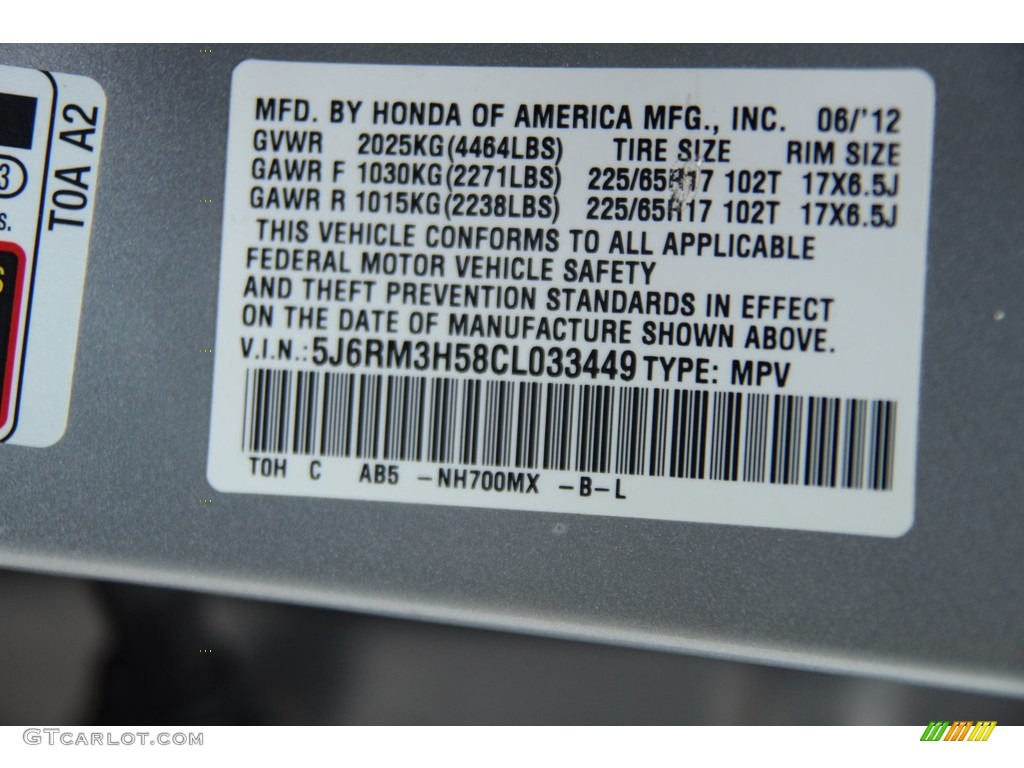 MFD. BY HONDA OF AMERICA MFG., INC. 06/'12
GVWR 2025KG(4464LBS) TIRE SIZE RIM SIZE
GAWR F 1030KG(2271LBS) 225/65R17 102T 17X6.5J
GAWR R 1015KG(2238LBS) 225/65R17 102T 17X6.5J
THIS VEHICLE CONFORMS TO ALL APPLICABLE
FEDERAL MOTOR VEHICLE SAFETY
AND THEFT PREVENTION STANDARDS IN EFFECT
ON THE DATE OF MANUFACTURE SHOWN ABOVE.
V.I.N.:5J6RM3H58CL033449 TYPE: MPV
T0H C AB5 -NH700MX -B-L
T0A A2
3
S.
S
GTCARLOT.COM